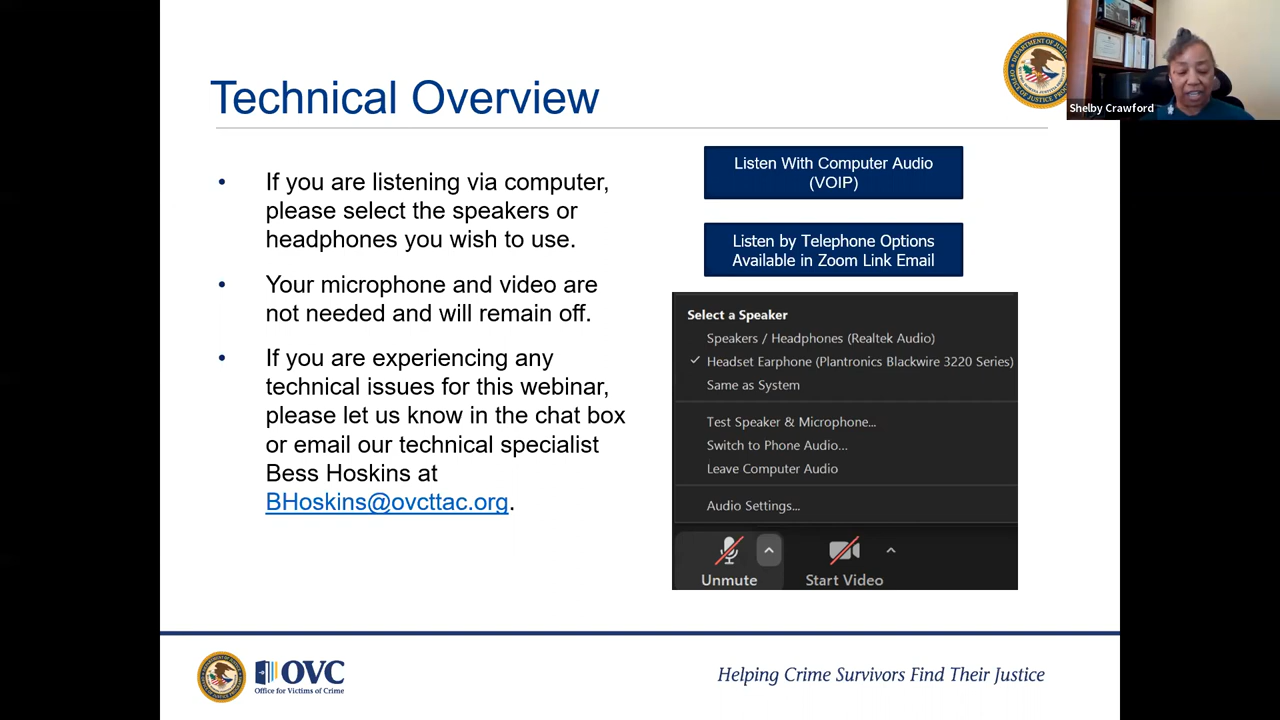 Technical Overview
Shelby Crawford
• If you are listening via computer,
please select the speakers or
headphones you wish to use.
• Your microphone and video are
not needed and will remain off.
• If you are experiencing any
technical issues for this webinar,
please let us know in the chat box
or email our technical specialist
Bess Hoskins at
BHoskins@ovcttac.org.
Listen With Computer Audio
(VOIP)
Listen by Telephone Options
Available in Zoom Link Email
Select a Speaker
Speakers / Headphones (Realtek Audio)
✓ Headset Earphone (Plantronics Blackwire 3220 Series)
Same as System
Test Speaker & Microphone...
Switch to Phone Audio...
Leave Computer Audio
Audio Settings...
Unmute
Start Video
OVC
Office for Victims of Crime
Helping Crime Survivors Find Their Justice